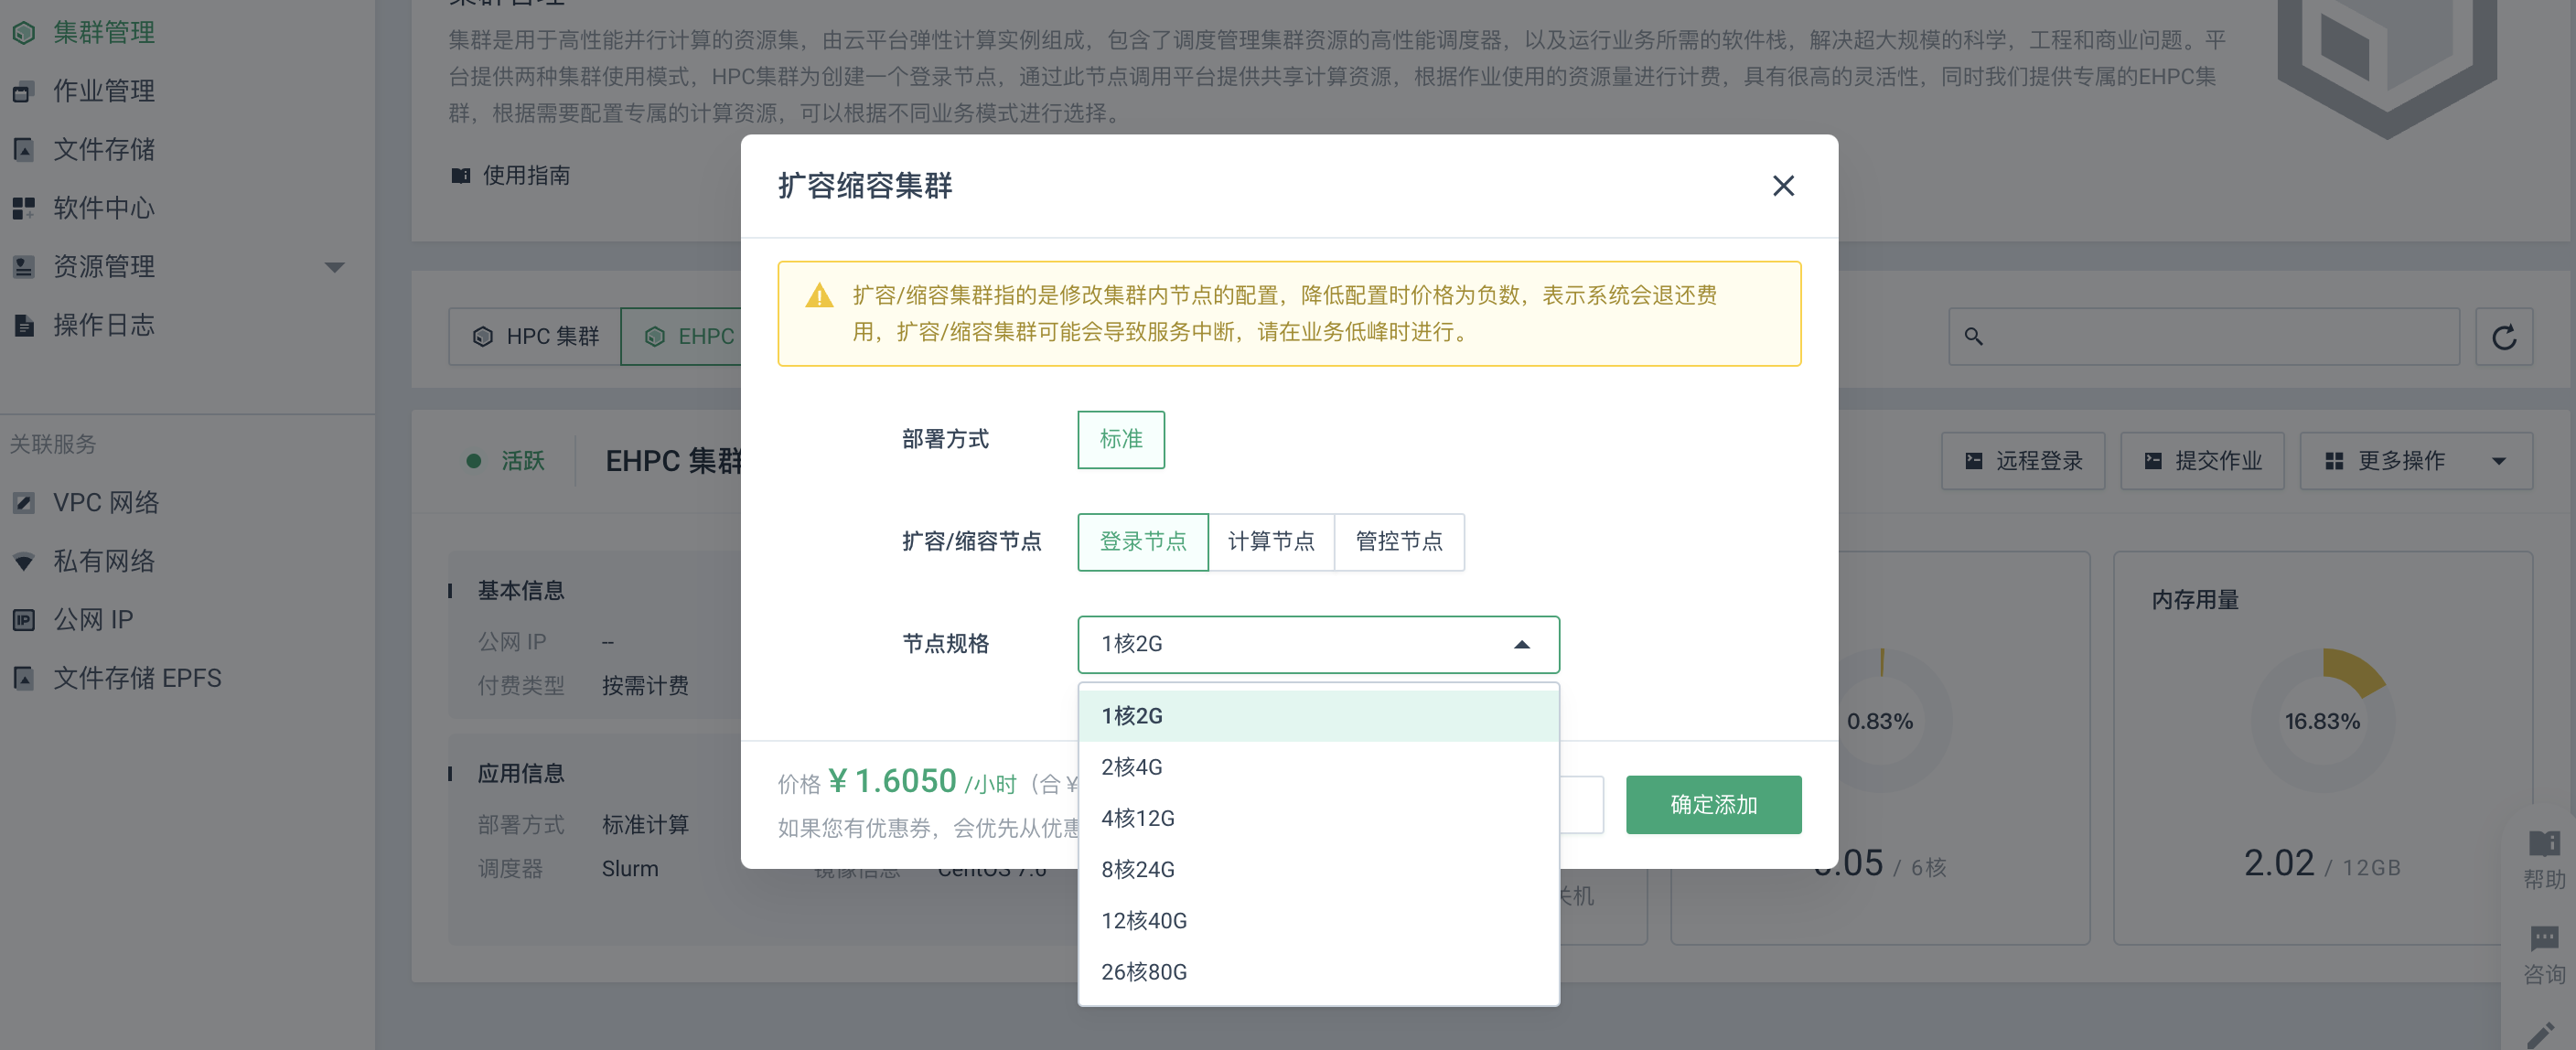 集群管理
作业管理
文件存储
软件中心
资源管理
操作日志
关联服务
VPC 网络
私有网络
公网 IP
文件存储 EPFS
集群管理
集群是用于高性能并行计算的资源集，由云平台弹性计算实例组成，包含了调度管理集群资源的高性能调度器，以及运行业务所需的软件栈，解决超大规模的科学，工程和商业问题。平
台提供两种集群使用模式，HPC集群为创建一个登录节点，通过此节点调用平台提供共享计算资源，根据作业使用的资源量进行计费，具有很高的灵活性，同时我们提供专属的EHPC集
群，根据需要配置专属的计算资源，可以根据不同业务模式进行选择。
使用指南
HPC 集群
EHPC
活跃
EHPC 集群
远程登录
提交作业
更多操作
基本信息
公网 IP --
付费类型 按需计费
应用信息
部署方式 标准计算
调度器 Slurm
镜像信息 CentOS 7.6
扩容缩容集群
扩容/缩容集群指的是修改集群内节点的配置，降低配置时价格为负数，表示系统会退还费
用，扩容/缩容集群可能会导致服务中断，请在业务低峰时进行。
部署方式 标准
扩容/缩容节点 登录节点 计算节点 管控节点
节点规格 1核2G
1核2G
2核4G
4核12G
8核24G
12核40G
26核80G
价格 ¥ 1.6050 /小时（合 ¥
如果您有优惠券，会优先从优惠
确定添加
关机
0.83%
.05 / 6核
内存用量
16.83%
2.02 / 12GB
帮助
咨询